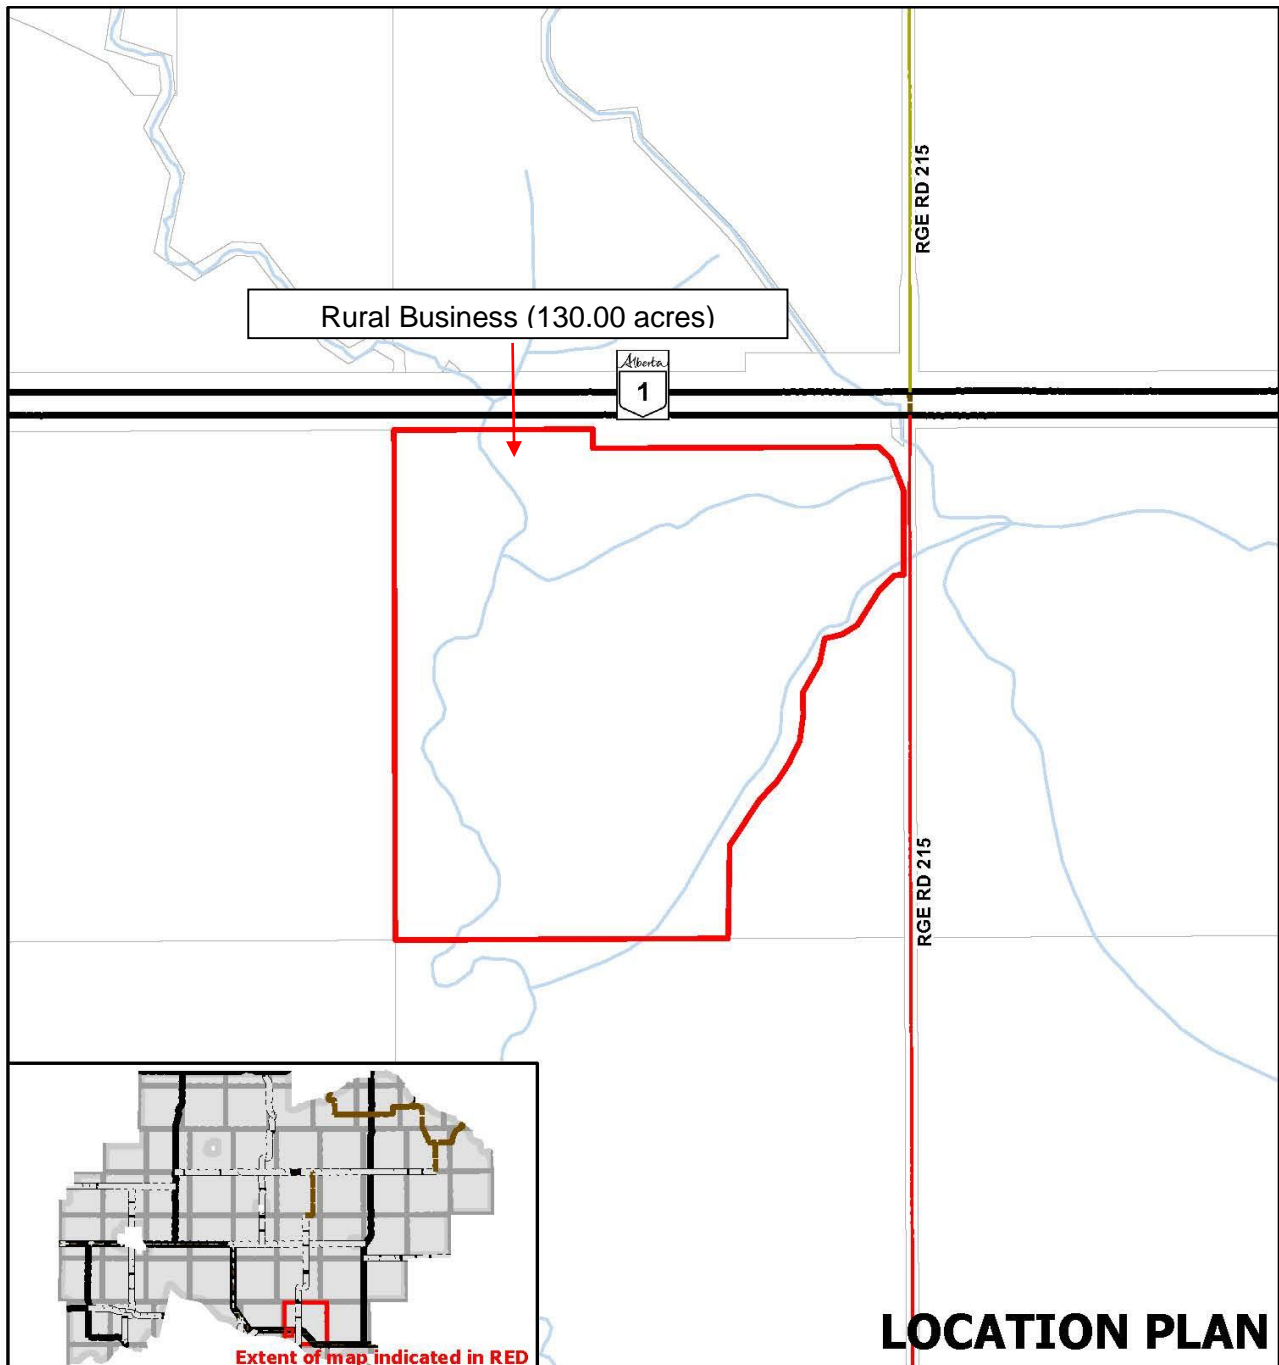 RGE RD 215
Rural Business (130.00 acres)
Alberta
1
RGE RD 215
Extent of map indicated in RED
LOCATION PLAN